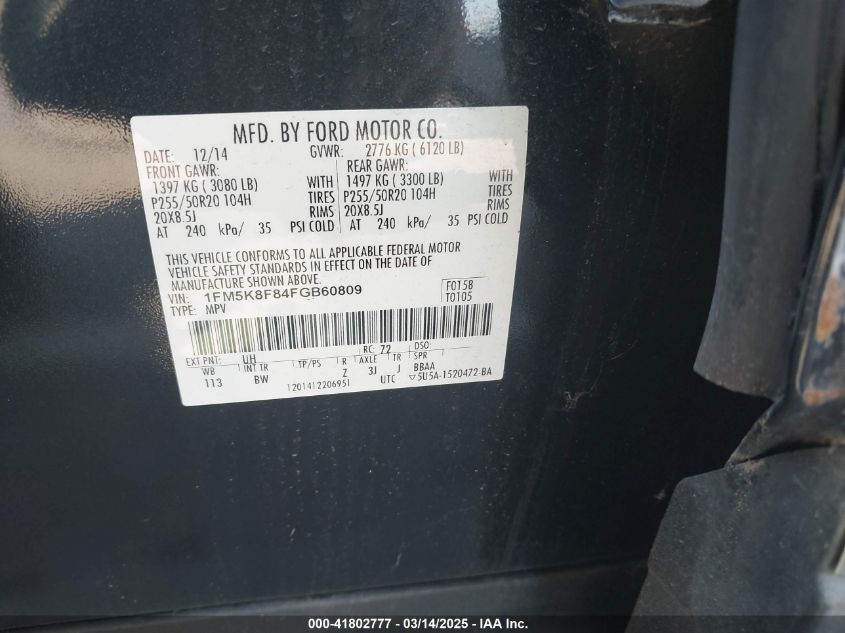 MFD. BY FORD MOTOR CO.
DATE: 12/14 GVWR: 2776 KG ( 6120 LB)
FRONT GAWR: REAR GAWR:
1397 KG ( 3080 LB) WITH 1497 KG ( 3300 LB) WITH
P255/50R20 104H TIRES P255/50R20 104H TIRES
20X8.5J RIMS 20X8.5J RIMS
AT 240 kPa/ 35 PSI COLD AT 240 kPa/ 35 PSI COLD
THIS VEHICLE CONFORMS TO ALL APPLICABLE FEDERAL MOTOR
VEHICLE SAFETY STANDARDS IN EFFECT ON THE DATE OF
MANUFACTURE SHOWN ABOVE.
VIN: 1FM5K8F84FGB60809 F0158
TYPE: MPV T0105
EXT PNT: UH RC: 72 DSO:
WB INT TR TP/PS R AXLE TR SPR
113 BW Z 3J J BBAA
1201412206951 UTC ▽5U5A-1520472-BA
000-41802777 - 03/14/2025 - IAA Inc.